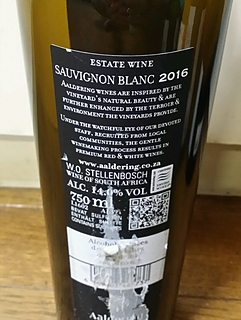 ESTATE WINE
SAUVIGNON BLANC 2016
AALDERING WINES ARE INSPIRED BY THE
VINEYARD'S NATURAL BEAUTY & ARE
FURTHER ENHANCED BY THE TERROIR &
ENVIRONMENT THE VINEYARDS PROVIDE.
UNDER THE WATCHFUL EYE OF OUR DEVOTED
STAFF, RECRUITED FROM LOCAL
COMMUNITIES, THE GENTLE
WINEMAKING PROCESS RESULTS IN
PREMIUM RED & WHITE WINES.
www.aaldering.co.za
W.O. STELLENBOSCH
WINE OF SOUTH AFRICA
ALC. 14,0% VOL
750 ml